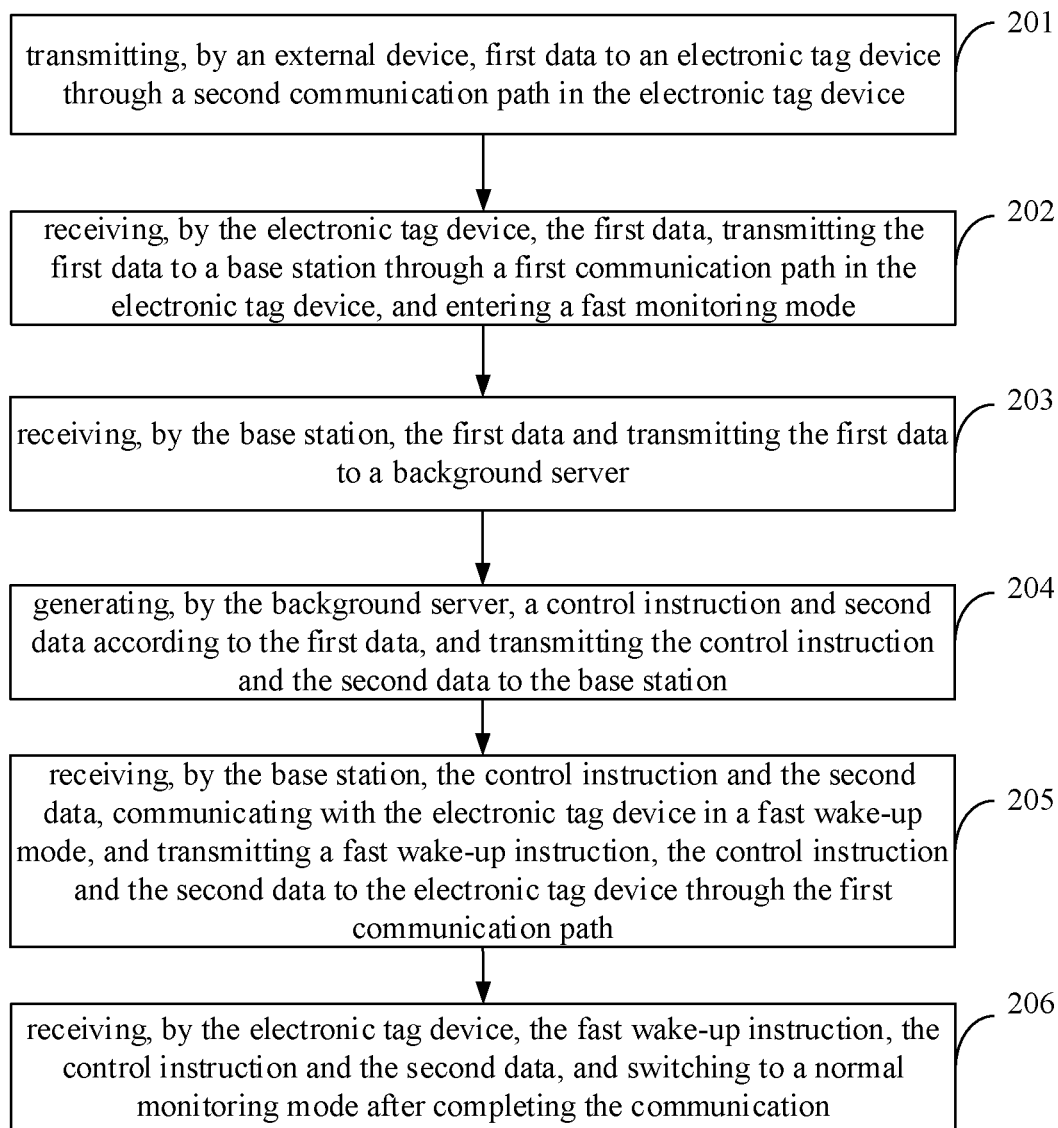 201
transmitting, by an external device, first data to an electronic tag device
through a second communication path in the electronic tag device
202
receiving, by the electronic tag device, the first data, transmitting the
first data to a base station through a first communication path in the
electronic tag device, and entering a fast monitoring mode
203
receiving, by the base station, the first data and transmitting the first data
to a background server
204
generating, by the background server, a control instruction and second
data according to the first data, and transmitting the control instruction
and the second data to the base station
205
receiving, by the base station, the control instruction and the second
data, communicating with the electronic tag device in a fast wake-up
mode, and transmitting a fast wake-up instruction, the control instruction
and the second data to the electronic tag device through the first
communication path
206
receiving, by the electronic tag device, the fast wake-up instruction, the
control instruction and the second data, and switching to a normal
monitoring mode after completing the communication